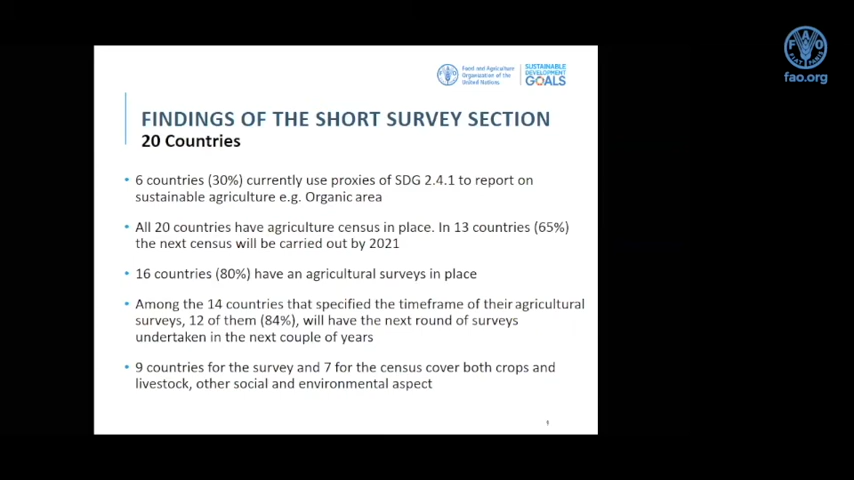 Food and Agriculture
Organization of the
United Nations
SUSTAINABLE
DEVELOPMENT
GOALS
FAO
FIAT PANIS
fao.org
FINDINGS OF THE SHORT SURVEY SECTION
20 Countries
• 6 countries (30%) currently use proxies of SDG 2.4.1 to report on
sustainable agriculture e.g. Organic area
• All 20 countries have agriculture census in place. In 13 countries (65%)
the next census will be carried out by 2021
• 16 countries (80%) have an agricultural surveys in place
• Among the 14 countries that specified the timeframe of their agricultural
surveys, 12 of them (84%), will have the next round of surveys
undertaken in the next couple of years
• 9 countries for the survey and 7 for the census cover both crops and
livestock, other social and environmental aspect